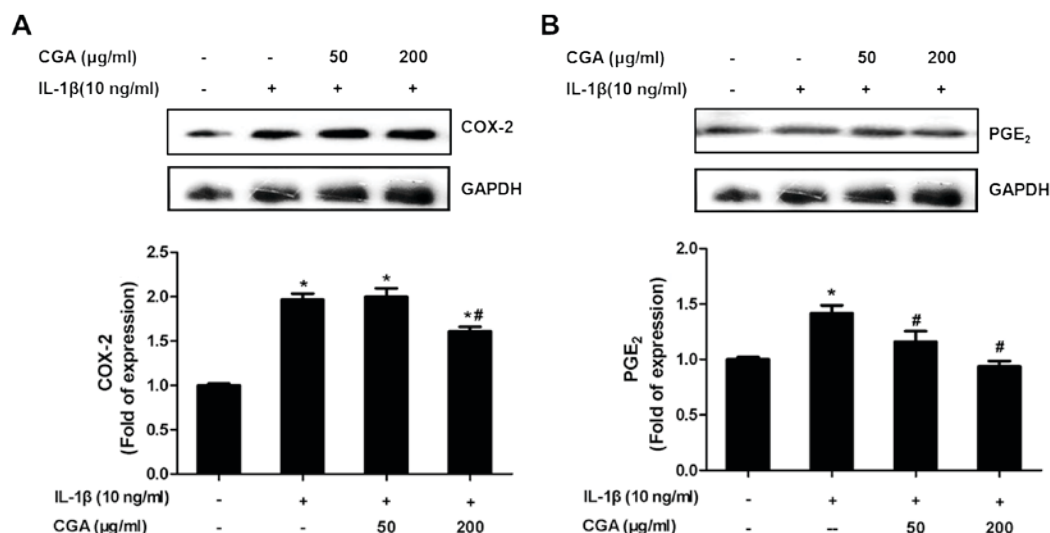 A
CGA (μg/ml) - - 50 200
IL-1β(10 ng/ml) - + + +
COX-2
GAPDH
COX-2
(Fold of expression)
2.5
2.0
1.5
1.0
0.5
0.0
* * *#
IL-1β (10 ng/ml) - + + +
CGA (μg/ml) - - 50 200
B
CGA (μg/ml) - - 50 200
IL-1β(10 ng/ml) - + + +
PGE₂
GAPDH
PGE₂
(Fold of expression)
2.0
1.5
1.0
0.5
0.0
* # #
IL-1β (10 ng/ml) - + + +
CGA (μg/ml) - -- 50 200